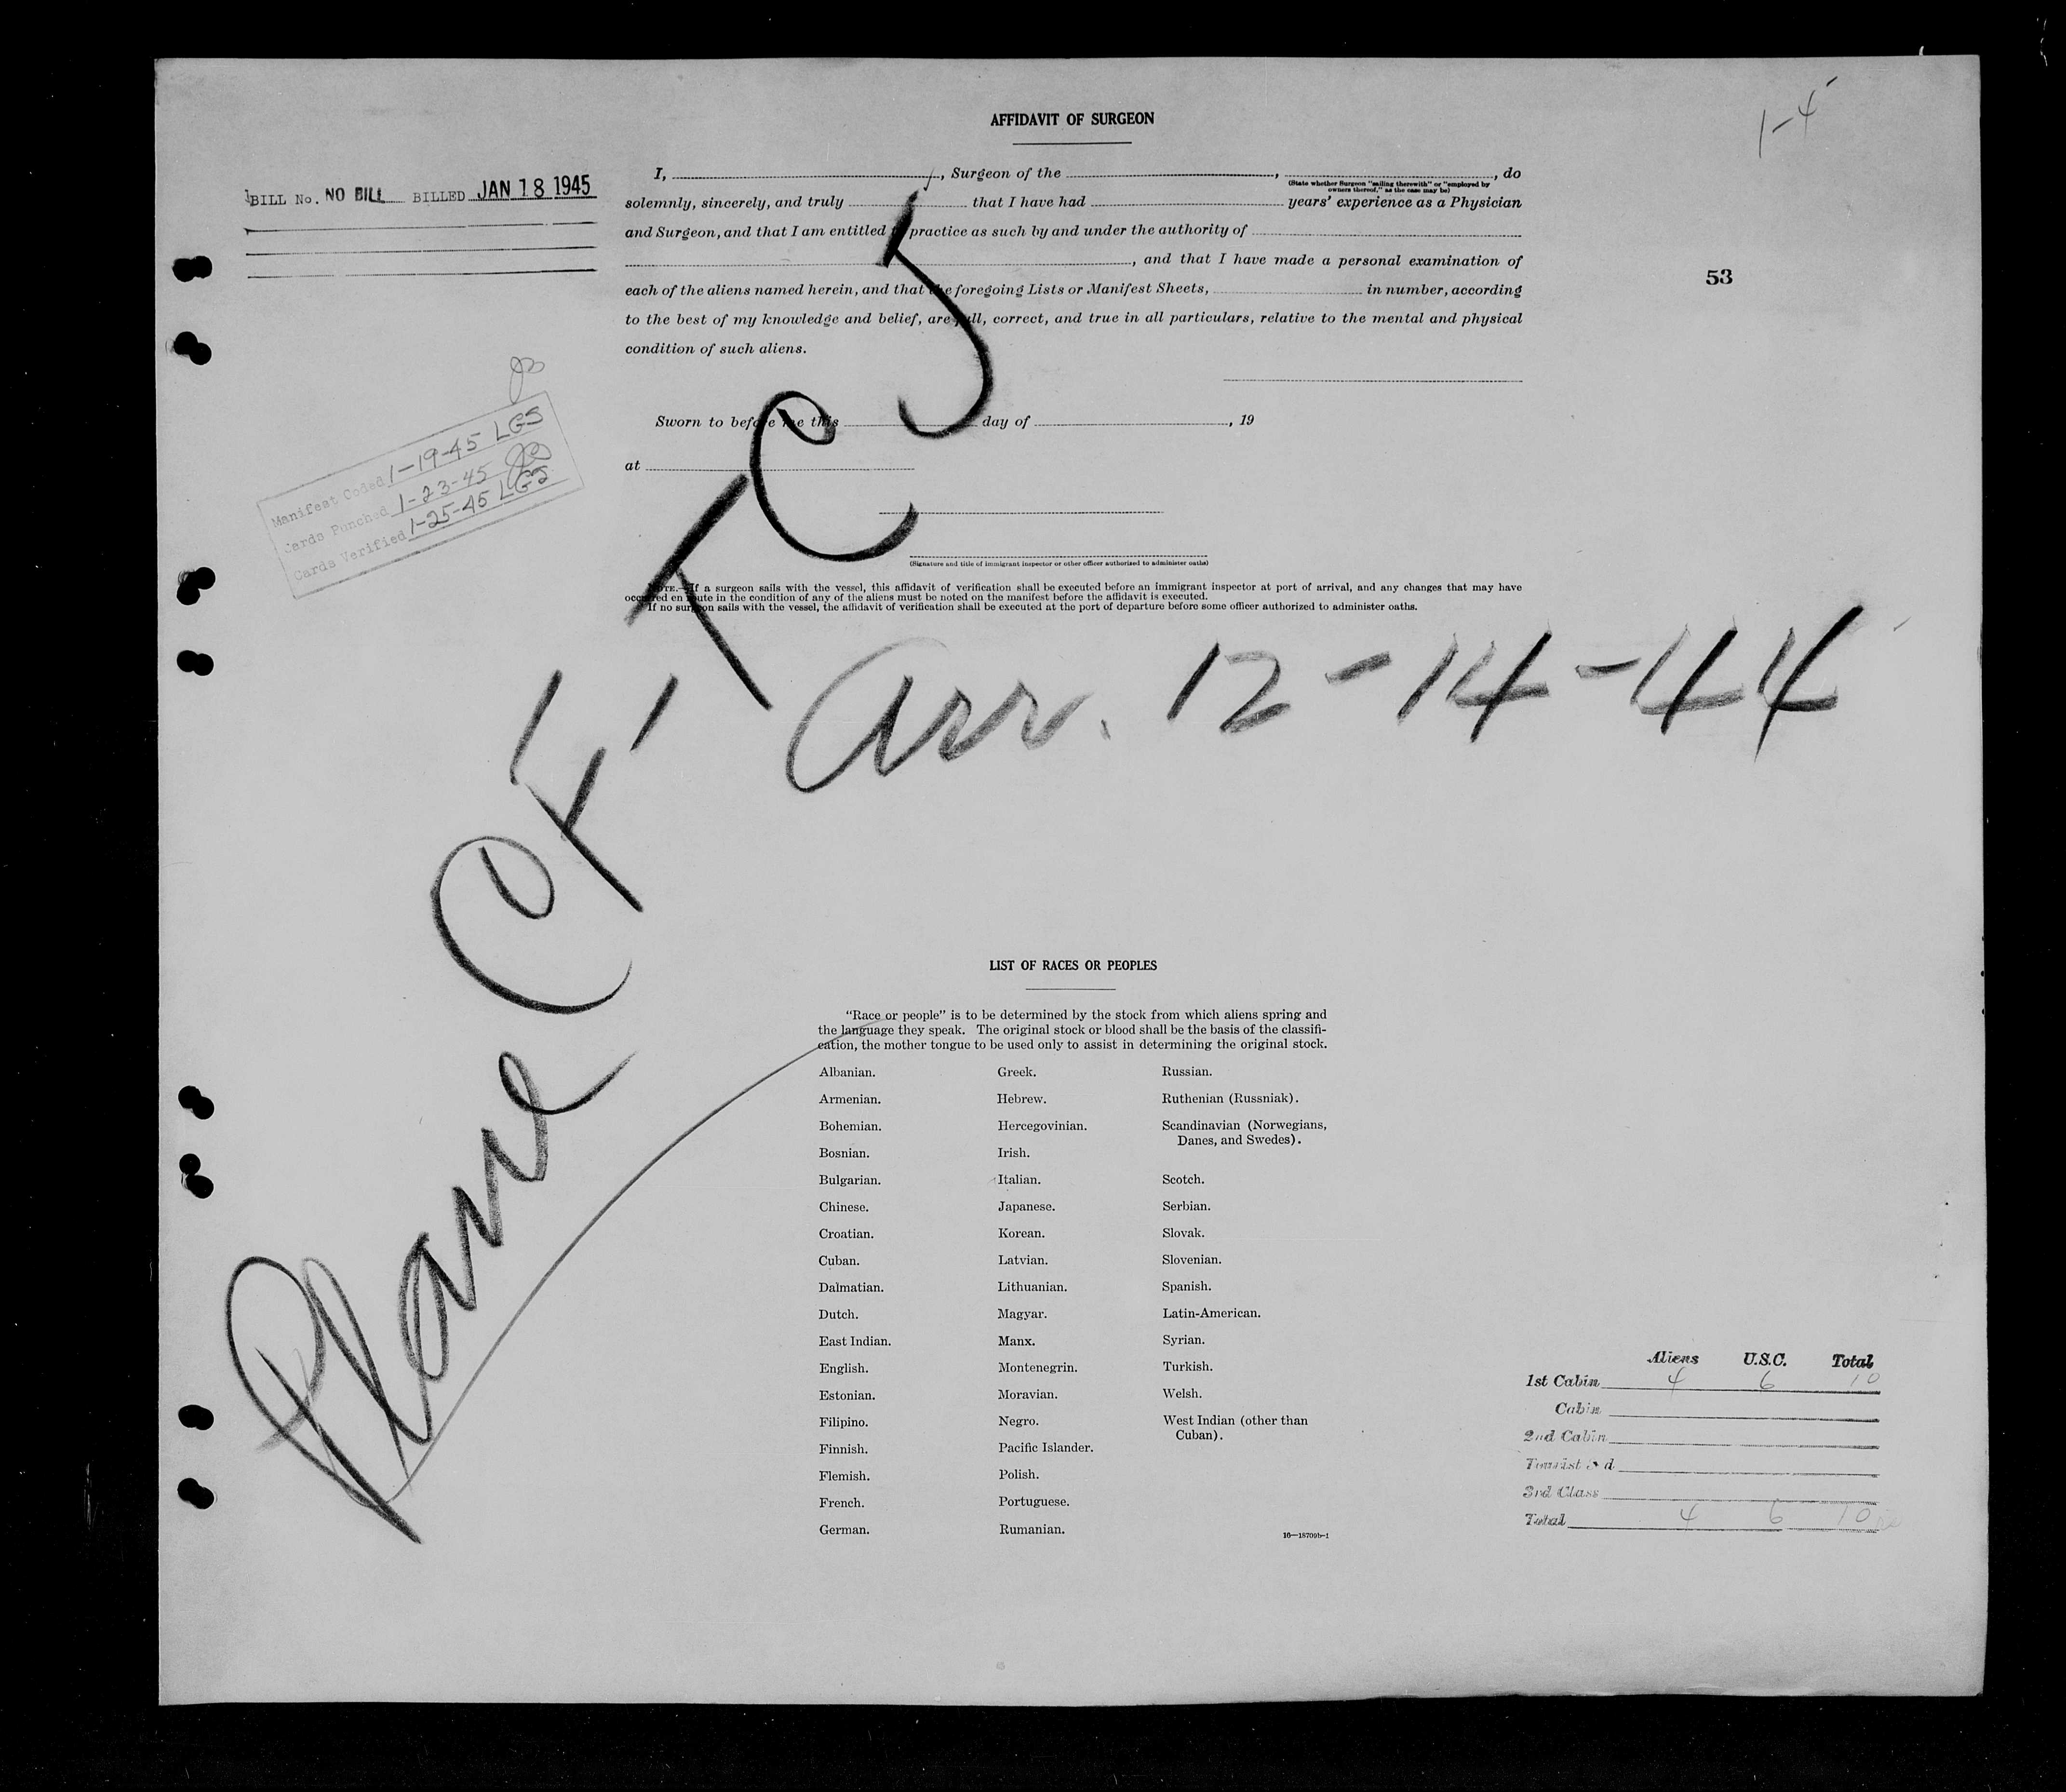 AFFIDAVIT OF SURGEON
1-4
BILL No. NO BILL BILLED JAN 18 1945
I, , Surgeon of the , , do
(State whether Surgeon "sailing therewith" or "employed by
owners thereof," as the case may be)
solemnly, sincerely, and truly that I have had years' experience as a Physician
and Surgeon, and that I am entitled to practice as such by and under the authority of
, and that I have made a personal examination of
each of the aliens named herein, and that the foregoing Lists or Manifest Sheets, in number, according
to the best of my knowledge and belief, are full, correct, and true in all particulars, relative to the mental and physical
condition of such aliens.
53
Manifest Coded 1-19-45 LGS
Cards Punched 1-23-45
Cards Verified 1-25-45 LGS
Sworn to before me this day of , 19
at
(Signature and title of immigrant inspector or other officer authorized to administer oaths)
NOTE.—If a surgeon sails with the vessel, this affidavit of verification shall be executed before an immigrant inspector at port of arrival, and any changes that may have
occurred en route in the condition of any of the aliens must be noted on the manifest before the affidavit is executed.
If no surgeon sails with the vessel, the affidavit of verification shall be executed at the port of departure before some officer authorized to administer oaths.
Plane CF-TCJ
arr. 12-14-44
LIST OF RACES OR PEOPLES
"Race or people" is to be determined by the stock from which aliens spring and
the language they speak. The original stock or blood shall be the basis of the classifi-
cation, the mother tongue to be used only to assist in determining the original stock.
Albanian. Greek. Russian.
Armenian. Hebrew. Ruthenian (Russniak).
Bohemian. Hercegovinian. Scandinavian (Norwegians,
Danes, and Swedes).
Bosnian. Irish.
Bulgarian. Italian. Scotch.
Chinese. Japanese. Serbian.
Croatian. Korean. Slovak.
Cuban. Latvian. Slovenian.
Dalmatian. Lithuanian. Spanish.
Dutch. Magyar. Latin-American.
East Indian. Manx. Syrian.
English. Montenegrin. Turkish.
Estonian. Moravian. Welsh.
Filipino. Negro. West Indian (other than
Cuban).
Finnish. Pacific Islander.
Flemish. Polish.
French. Portuguese.
German. Rumanian.
16—18709b-1
Aliens U.S.C. Total
1st Cabin 4 6 10
Cabin
2nd Cabin
Tourist 3d
3rd Class
Total 4 6 10